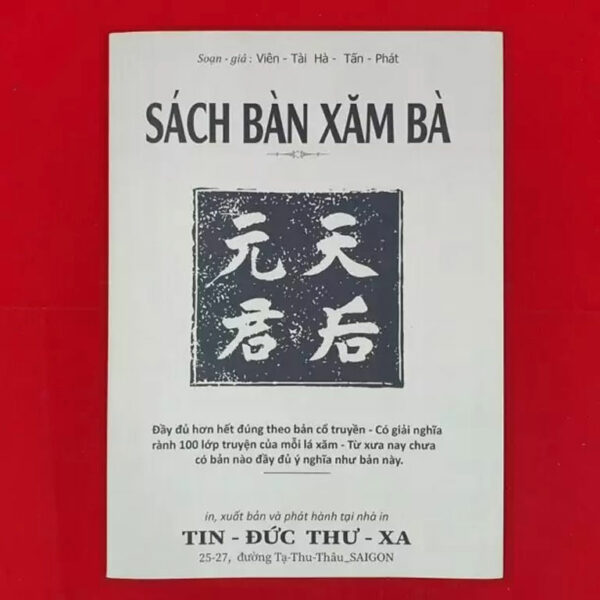 Soạn - giả : Viên - Tài Hà - Tấn - Phát
SÁCH BÀN XĂM BÀ
天后
元君
Đầy đủ hơn hết đúng theo bản cổ truyền - Có giải nghĩa
rành 100 lớp truyện của mỗi lá xăm - Từ xưa nay chưa
có bản nào đầy đủ ý nghĩa như bản này.
in, xuất bản và phát hành tại nhà in
TIN - ĐỨC THƯ - XA
25-27, đường Tạ-Thu-Thâu_SAIGON